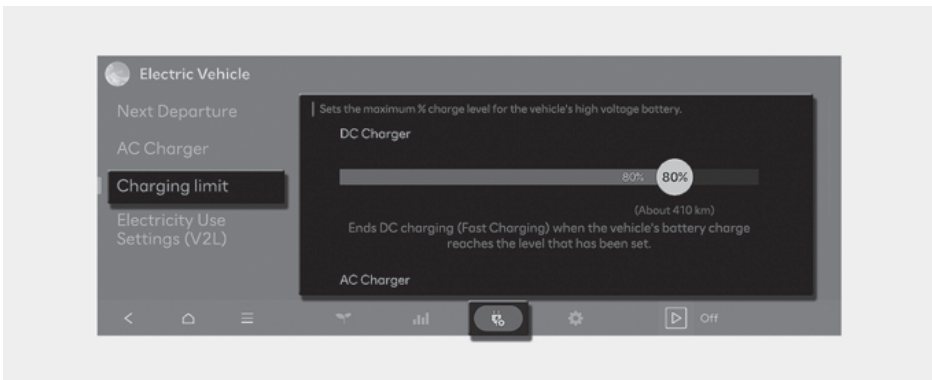 Electric Vehicle
Next Departure
AC Charger
Charging limit
Electricity Use
Settings (V2L)
Sets the maximum % charge level for the vehicle's high voltage battery.
DC Charger
80% 80%
(About 410 km)
Ends DC charging (Fast Charging) when the vehicle's battery charge
reaches the level that has been set.
AC Charger
Off